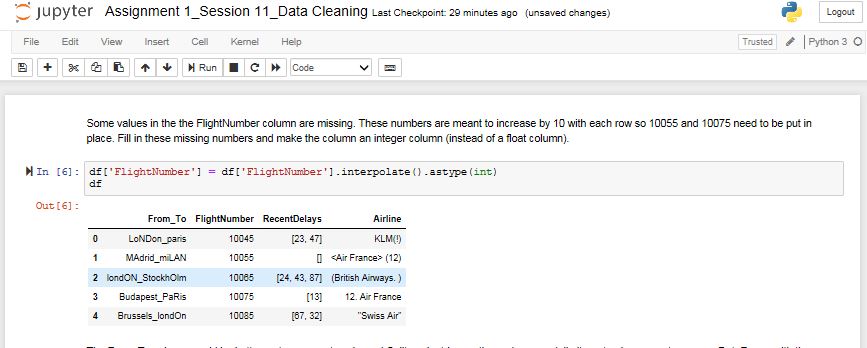 jupyter Assignment 1_Session 11_Data Cleaning Last Checkpoint: 29 minutes ago (unsaved changes) Logout
File Edit View Insert Cell Kernel Help Trusted Python 3
Run Code
Some values in the the FlightNumber column are missing. These numbers are meant to increase by 10 with each row so 10055 and 10075 need to be put in
place. Fill in these missing numbers and make the column an integer column (instead of a float column).
In [6]: df['FlightNumber'] = df['FlightNumber'].interpolate().astype(int)
df
Out[6]:
From_To FlightNumber RecentDelays Airline
0 LoNDon_paris 10045 [23, 47] KLM(!)
1 MAdrid_miLAN 10055 [] <Air France> (12)
2 londON_StockhOlm 10065 [24, 43, 87] (British Airways. )
3 Budapest_PaRis 10075 [13] 12. Air France
4 Brussels_londOn 10085 [67, 32] "Swiss Air"